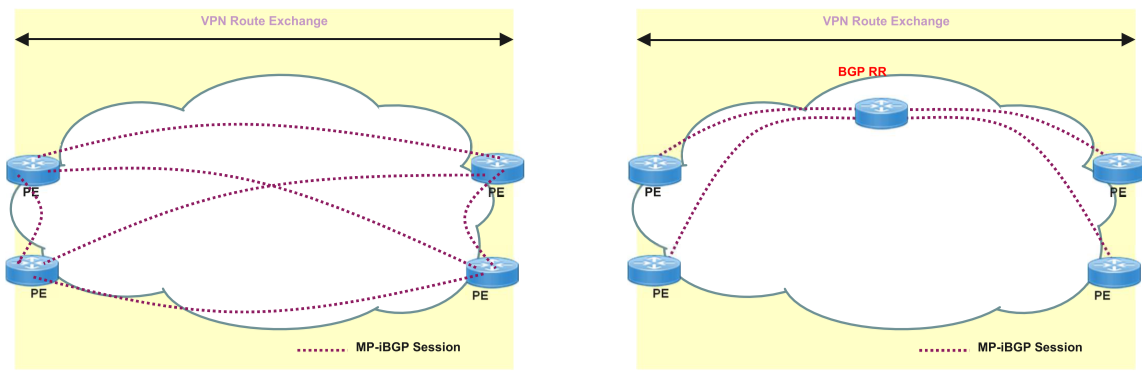 VPN Route Exchange
PE
PE
PE
PE
MP-iBGP Session
VPN Route Exchange
BGP RR
PE
PE
PE
PE
MP-iBGP Session